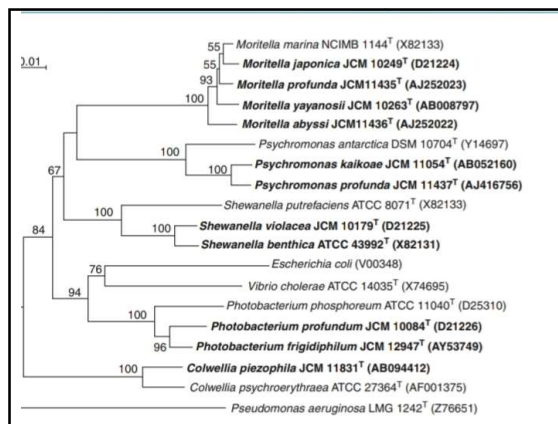 0.01
55
Moritella marina NCIMB 1144ᵀ (X82133)
55
Moritella japonica JCM 10249ᵀ (D21224)
93
Moritella profunda JCM11435ᵀ (AJ252023)
100
Moritella yayanosii JCM 10263ᵀ (AB008797)
Moritella abyssi JCM11436ᵀ (AJ252022)
Psychromonas antarctica DSM 10704ᵀ (Y14697)
100
Psychromonas kaikoae JCM 11054ᵀ (AB052160)
100
67
Psychromonas profunda JCM 11437ᵀ (AJ416756)
Shewanella putrefaciens ATCC 8071ᵀ (X82133)
100
84
Shewanella violacea JCM 10179ᵀ (D21225)
100
Shewanella benthica ATCC 43992ᵀ (X82131)
Escherichia coli (V00348)
76
Vibrio cholerae ATCC 14035ᵀ (X74695)
94
Photobacterium phosphoreum ATCC 11040ᵀ (D25310)
100
Photobacterium profundum JCM 10084ᵀ (D21226)
96
Photobacterium frigidiphilum JCM 12947ᵀ (AY53749)
Colwellia piezophila JCM 11831ᵀ (AB094412)
100
Colwellia psychroerythraea ATCC 27364ᵀ (AF001375)
Pseudomonas aeruginosa LMG 1242ᵀ (Z76651)